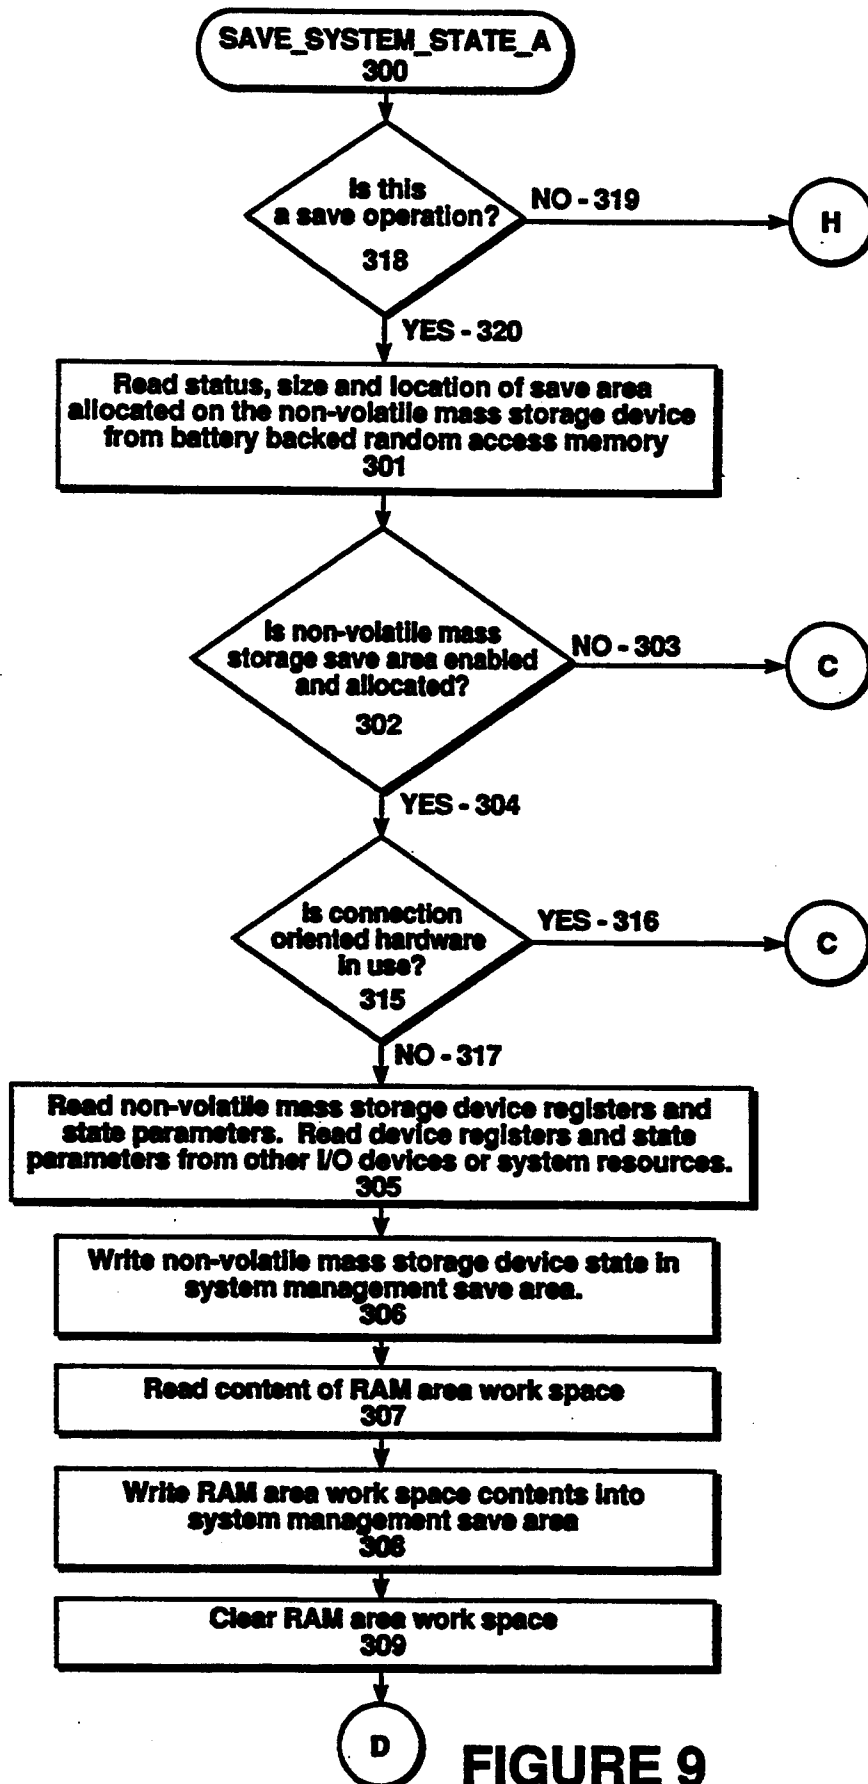 SAVE_SYSTEM_STATE_A
300
Is this
a save operation?
318
NO - 319
H
YES - 320
Read status, size and location of save area
allocated on the non-volatile mass storage device
from battery backed random access memory
301
Is non-volatile mass
storage save area enabled
and allocated?
302
NO - 303
C
YES - 304
Is connection
oriented hardware
in use?
315
YES - 316
C
NO - 317
Read non-volatile mass storage device registers and
state parameters. Read device registers and state
parameters from other I/O devices or system resources.
305
Write non-volatile mass storage device state in
system management save area.
306
Read content of RAM area work space
307
Write RAM area work space contents into
system management save area
308
Clear RAM area work space
309
D
FIGURE 9